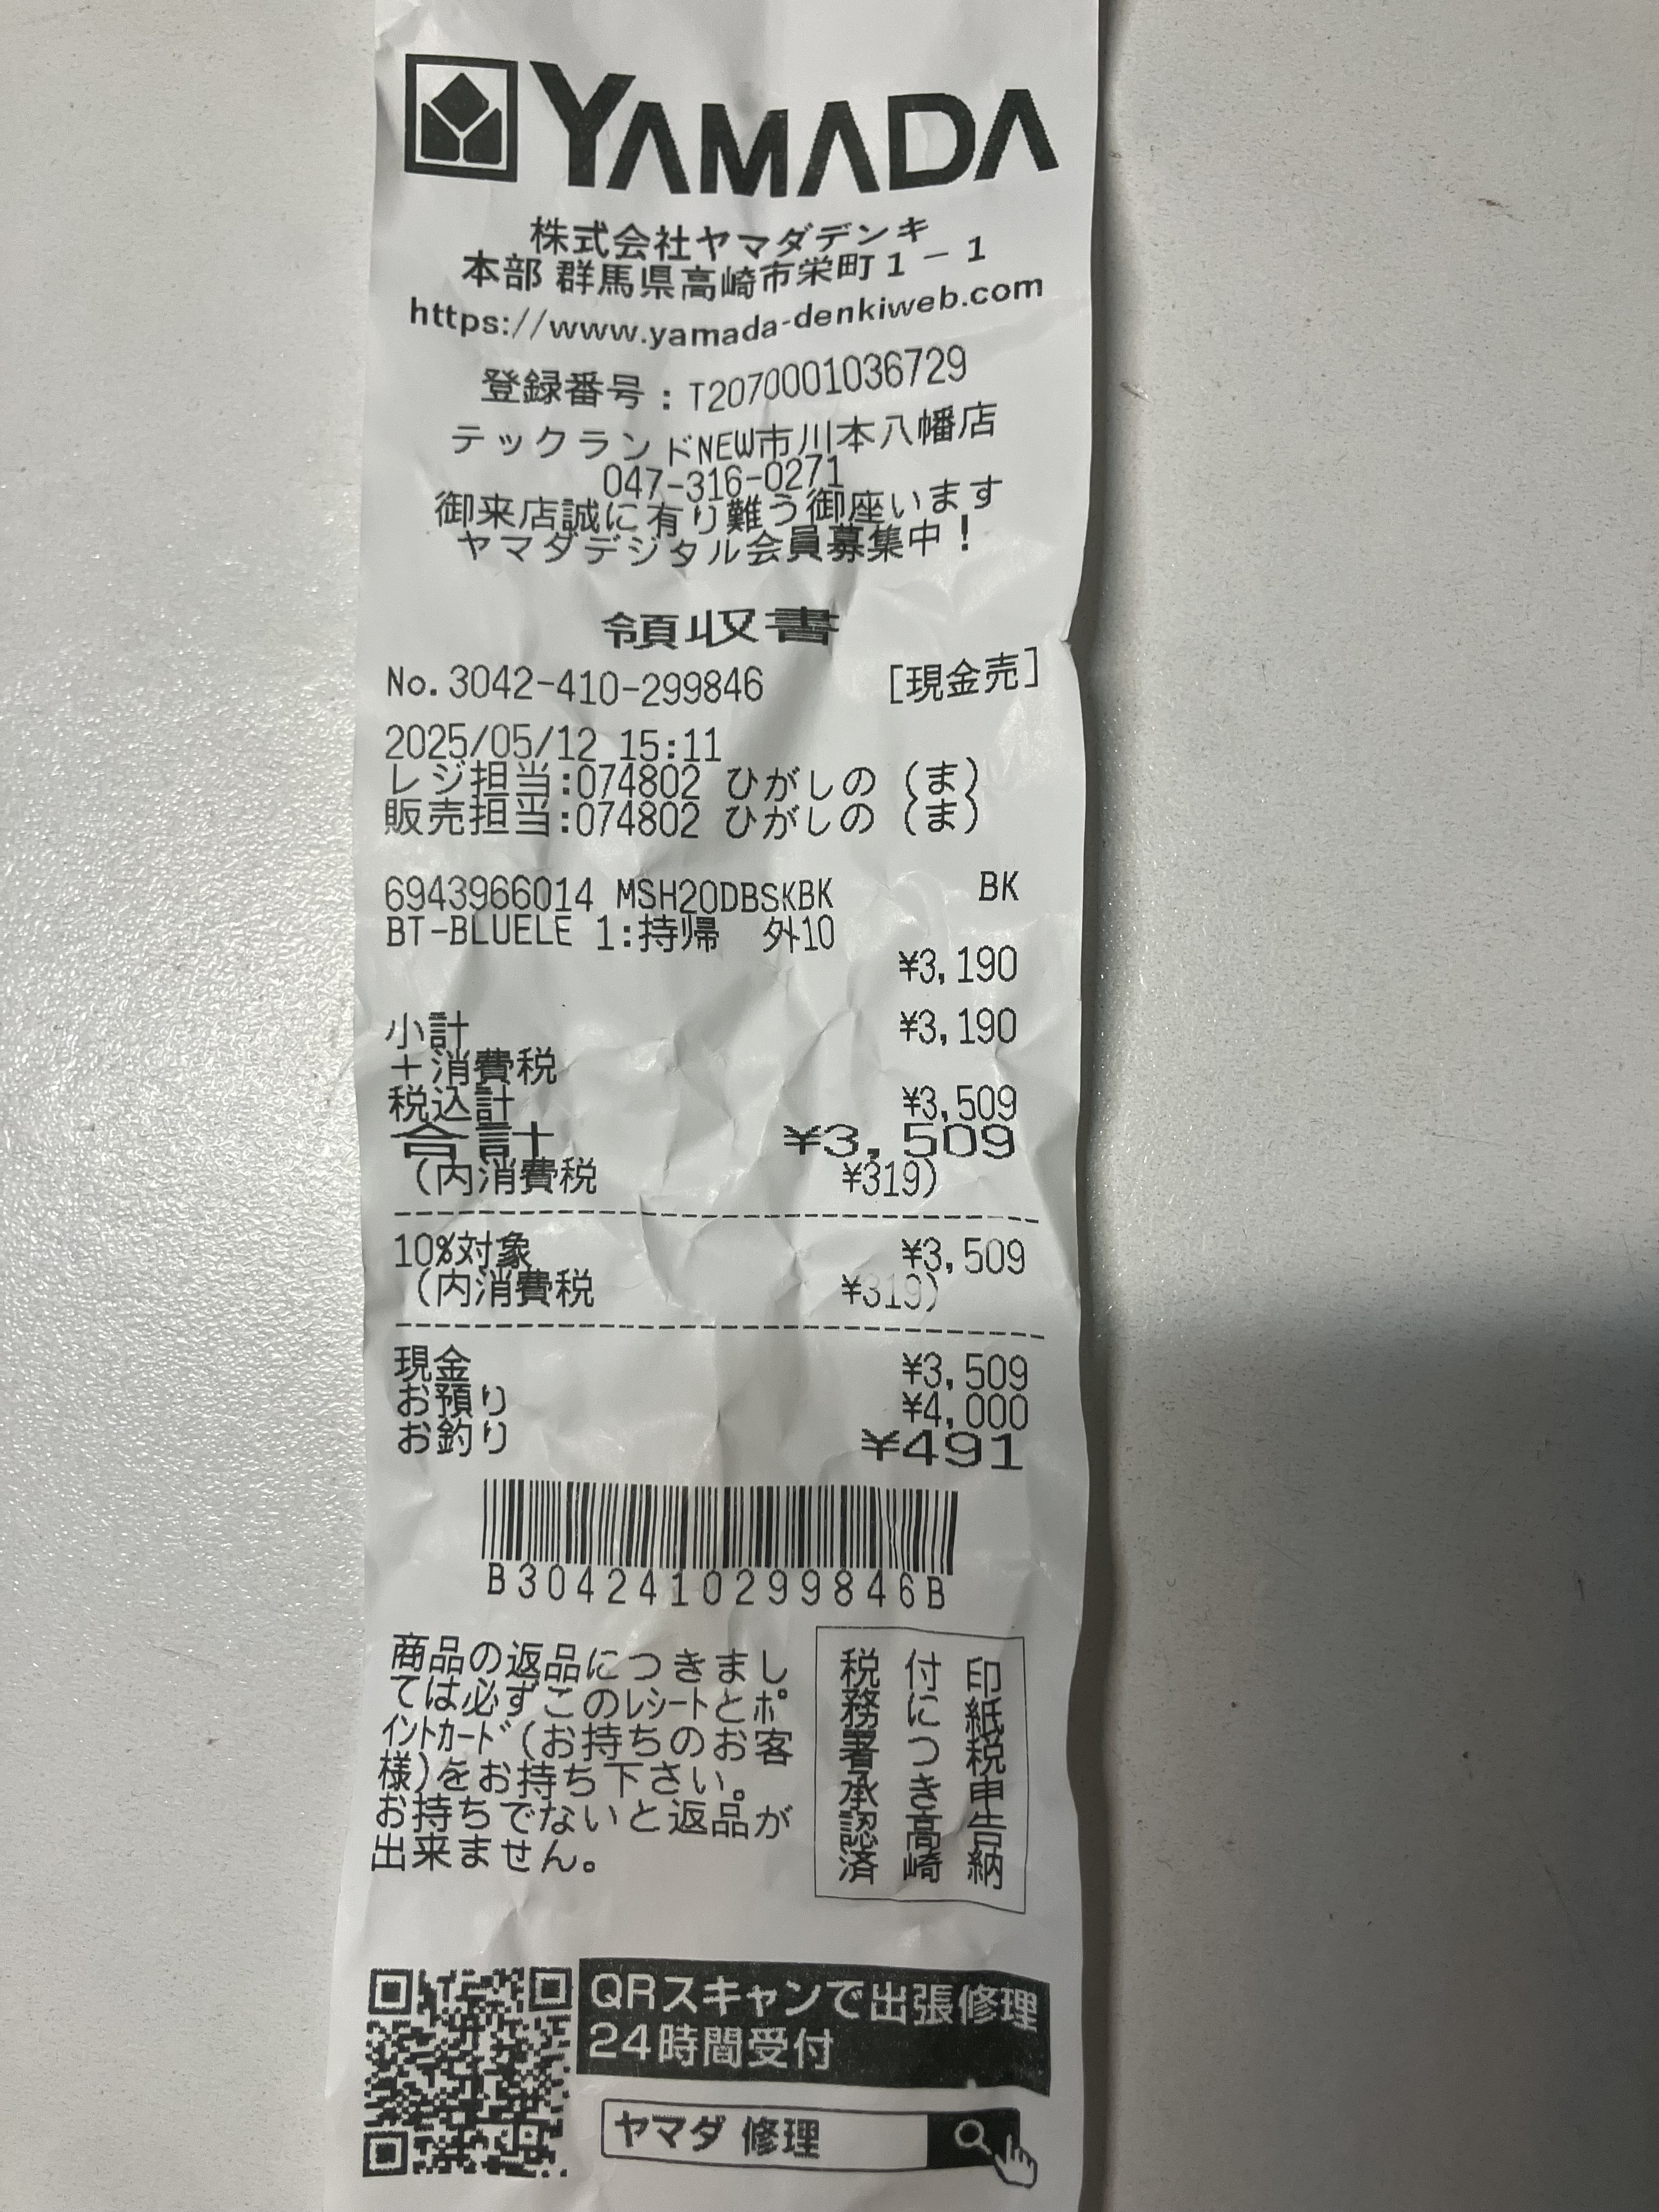 YAMADA
株式会社ヤマダデンキ
本部 群馬県高崎市栄町1－1
https://www.yamada-denkiweb.com
登録番号：T2070001036729
テックランドNEW市川本八幡店
047-316-0271
御来店誠に有り難う御座います
ヤマダデジタル会員募集中！
領収書
No.3042-410-299846 [現金売]
2025/05/12 15:11
レジ担当:074802 ひがしの (ま)
販売担当:074802 ひがしの (ま)
6943966014 MSH20DBSKBK BK
BT-BLUELE 1:持帰 外10
¥3,190
小計 ¥3,190
＋消費税
税込計 ¥3,509
合計 ¥3,509
(内消費税 ¥319)
10%対象 ¥3,509
(内消費税 ¥319)
現金 ¥3,509
お預り ¥4,000
お釣り ¥491
B3042410299846B
商品の返品につきまし
ては必ずこのﾚｼｰﾄとﾎﾟ
ｲﾝﾄｶｰﾄﾞ(お持ちのお客
様)をお持ち下さい。
お持ちでないと返品が
出来ません。
印紙税申告納
付につき高崎
税務署承認済
QRスキャンで出張修理
24時間受付
ヤマダ 修理